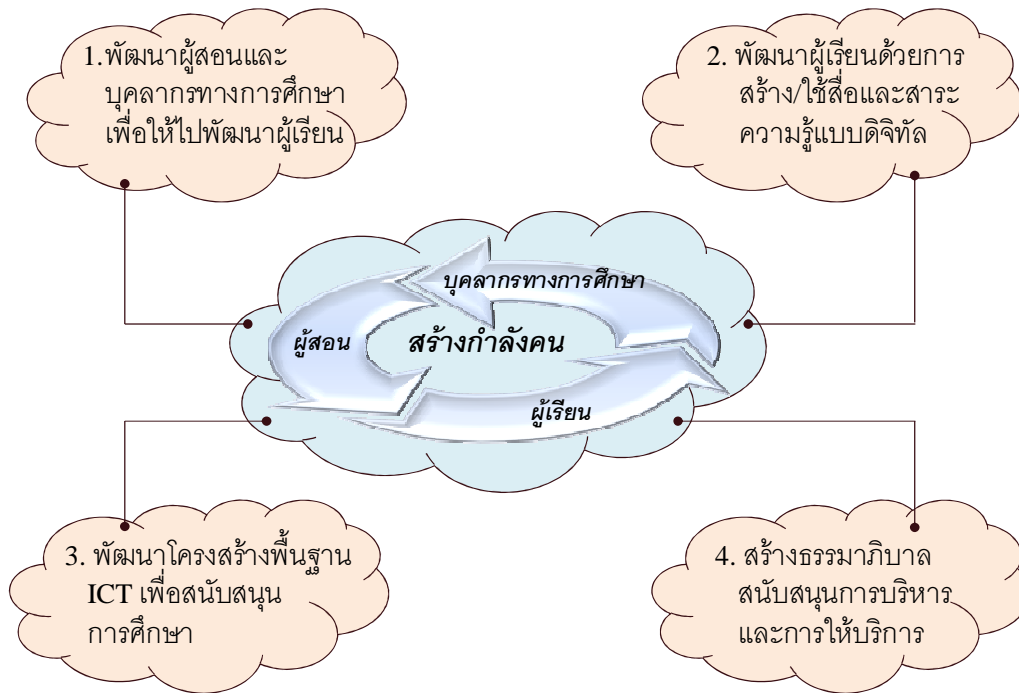 1.พัฒนาผู้สอนและ
บุคลากรทางการศึกษา
เพื่อให้ไปพัฒนาผู้เรียน
2. พัฒนาผู้เรียนด้วยการ
สร้าง/ใช้สื่อและสาระ
ความรู้แบบดิจิทัล
บุคลากรทางการศึกษา
ผู้สอน
สร้างกำลังคน
ผู้เรียน
3. พัฒนาโครงสร้างพื้นฐาน
ICT เพื่อสนับสนุน
การศึกษา
4. สร้างธรรมาภิบาล
สนับสนุนการบริหาร
และการให้บริการ